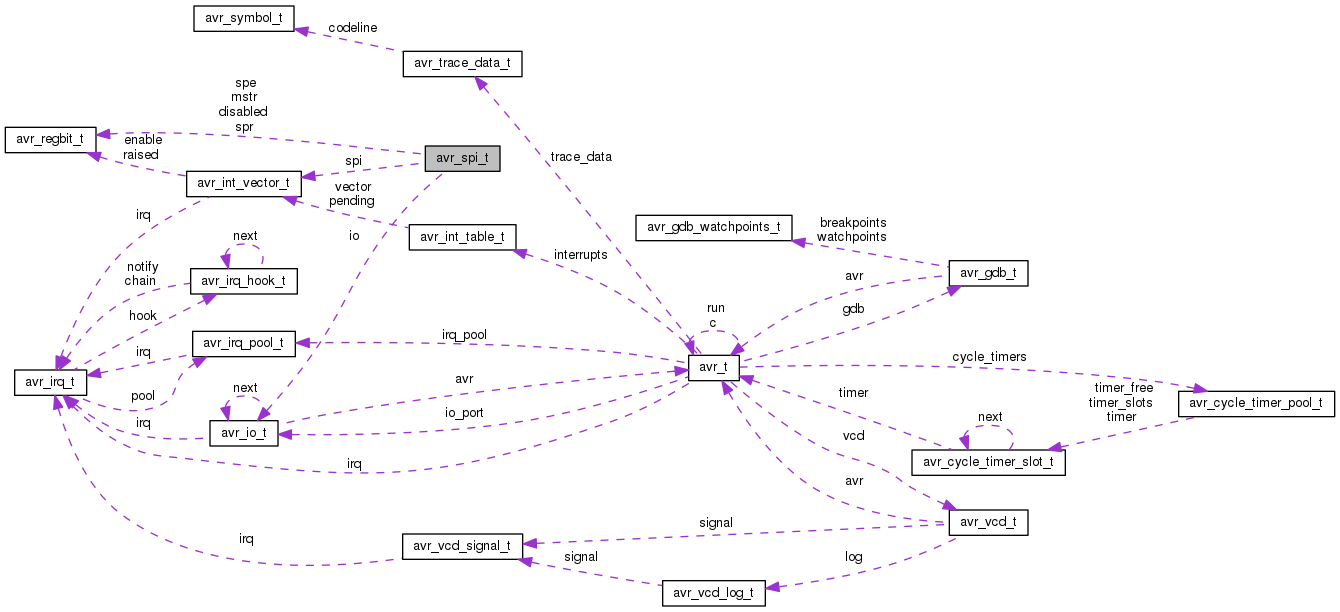 avr_symbol_t
codeline
avr_trace_data_t
spe
mstr
disabled
spr
avr_regbit_t
enable
raised
avr_spi_t
trace_data
spi
avr_int_vector_t
vector
pending
irq
avr_gdb_watchpoints_t
breakpoints
watchpoints
io
avr_int_table_t
next
interrupts
notify
chain
avr_irq_hook_t
avr
avr_gdb_t
hook
run
c
gdb
irq_pool
avr_irq_pool_t
irq
avr_irq_t
avr_t
cycle_timers
pool
next
avr
timer
timer_free
timer_slots
timer
avr_cycle_timer_pool_t
irq
io_port
next
avr_io_t
vcd
irq
avr_cycle_timer_slot_t
avr
signal
avr_vcd_t
irq
avr_vcd_signal_t
signal
log
avr_vcd_log_t